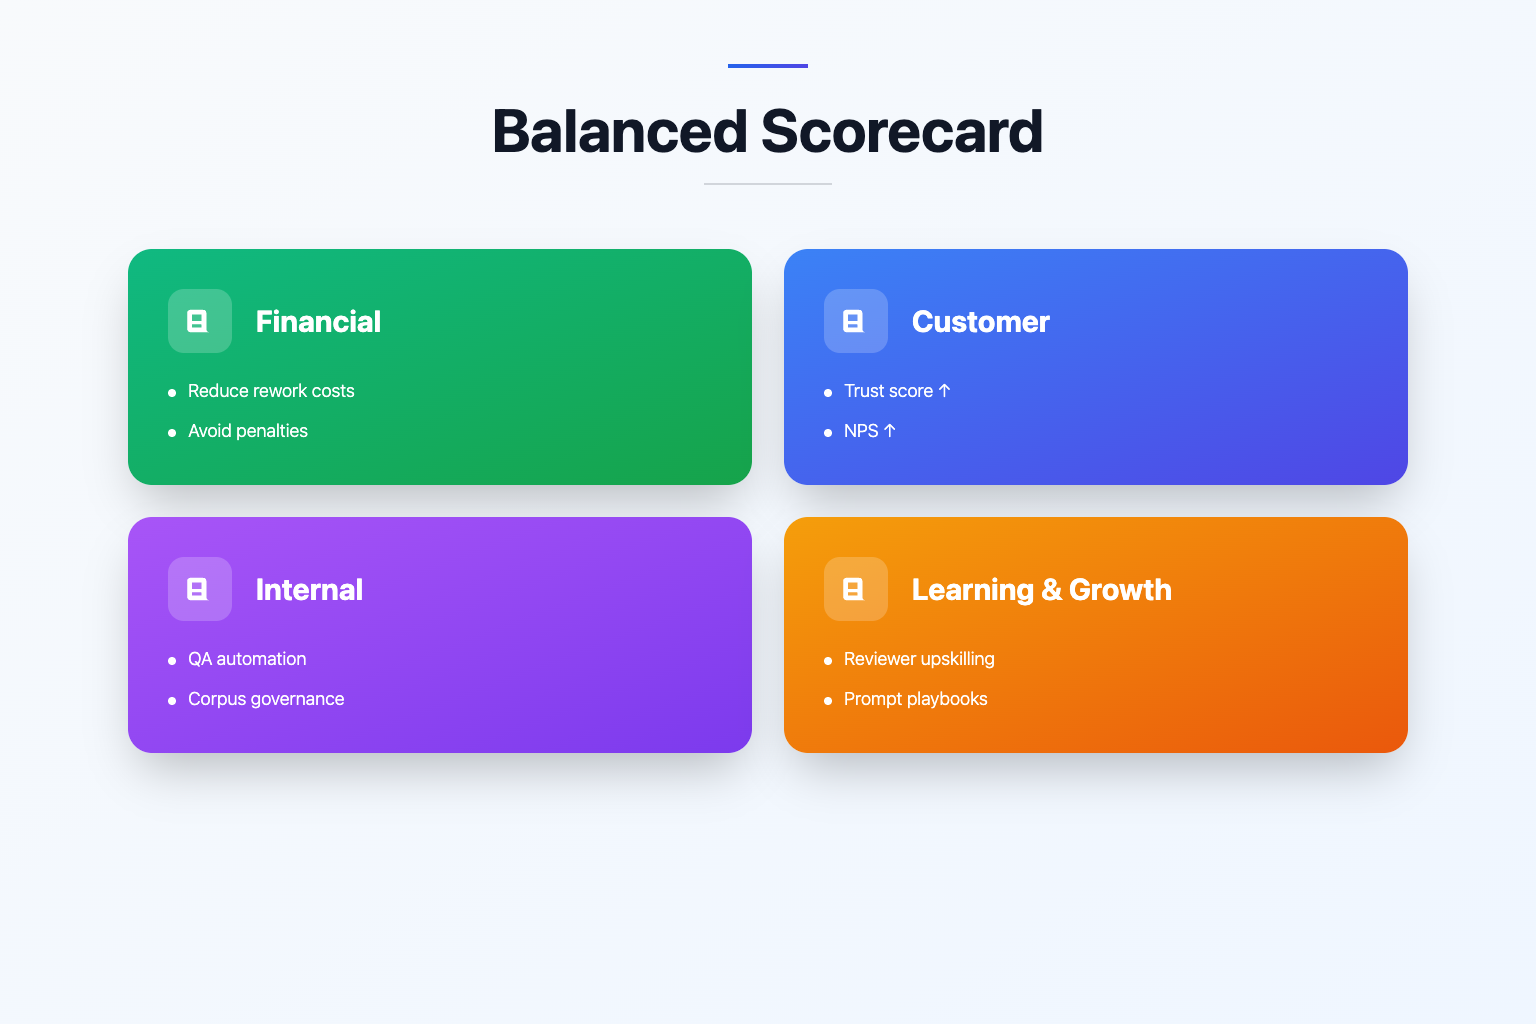 Balanced Scorecard
Financial
Reduce rework costs
Avoid penalties
Customer
Trust score ↑
NPS ↑
Internal
QA automation
Corpus governance
Learning & Growth
Reviewer upskilling
Prompt playbooks